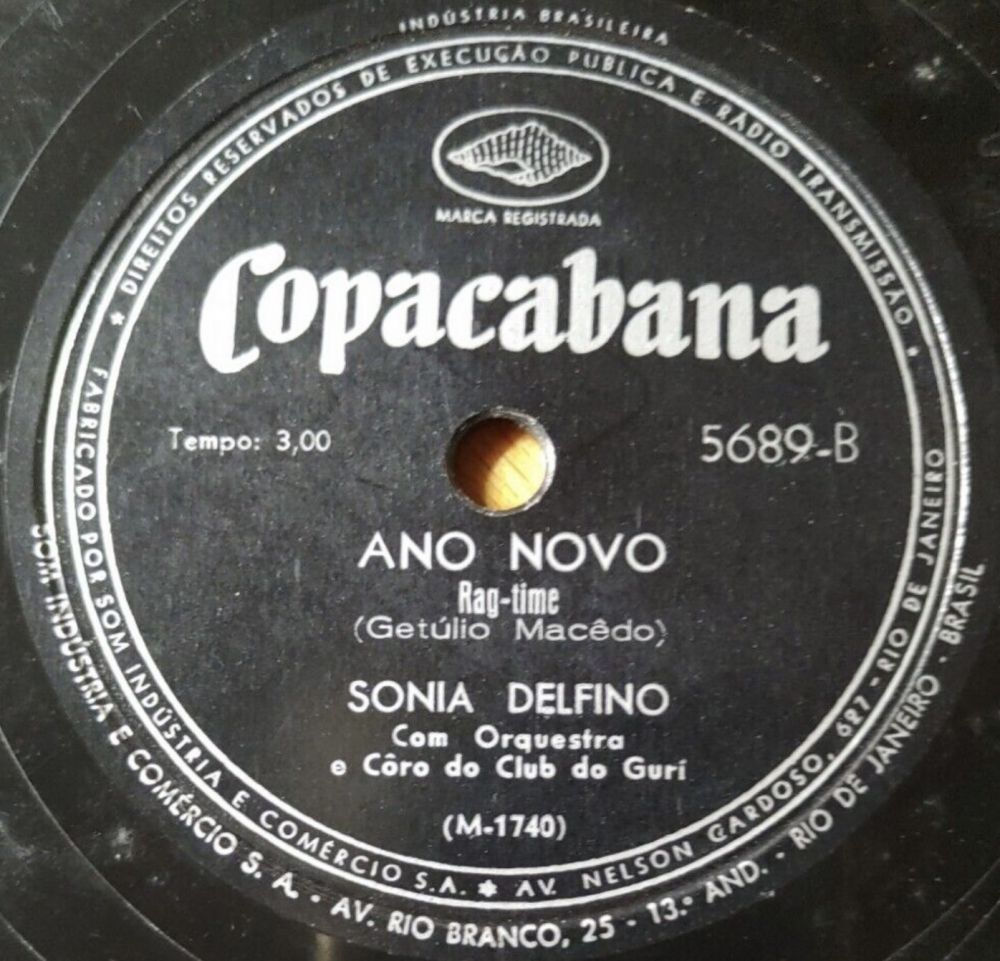 INDÚSTRIA BRASILEIRA
* DIREITOS RESERVADOS DE EXECUÇÃO PUBLICA E RÁDIO TRANSMISSÃO *
MARCA REGISTRADA
Copacabana
Tempo: 3,00
5689-B
ANO NOVO
Rag-time
(Getúlio Macêdo)
SONIA DELFINO
Com Orquestra
e Côro do Club do Gurí
(M-1740)
FABRICADO POR SOM INDÚSTRIA E COMÉRCIO S.A. * AV. NELSON CARDOSO, 627 - RIO DE JANEIRO
SOM INDÚSTRIA E COMÉRCIO S. A. · AV. RIO BRANCO, 25 - 13.º AND. - RIO DE JANEIRO - BRASIL